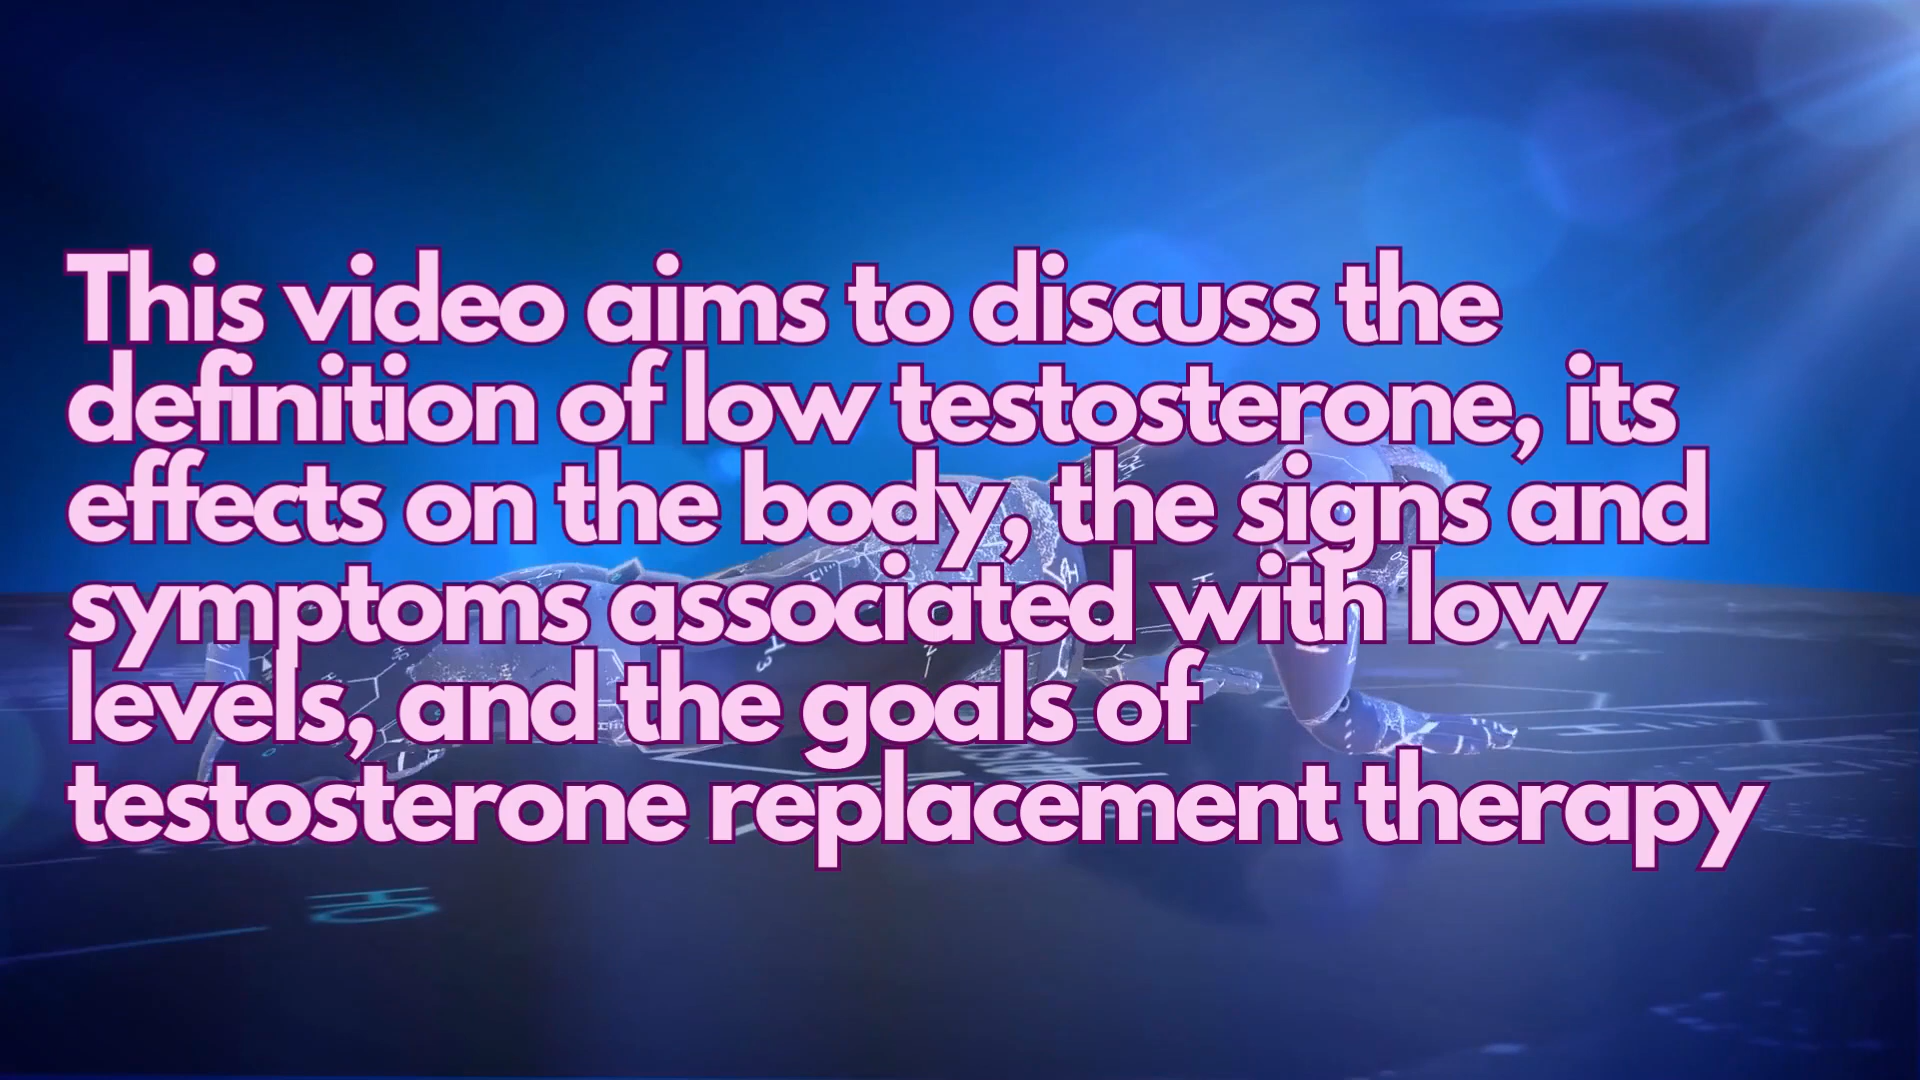 This video aims to discuss the
definition of low testosterone, its
effects on the body, the signs and
symptoms associated with low
levels, and the goals of
testosterone replacement therapy